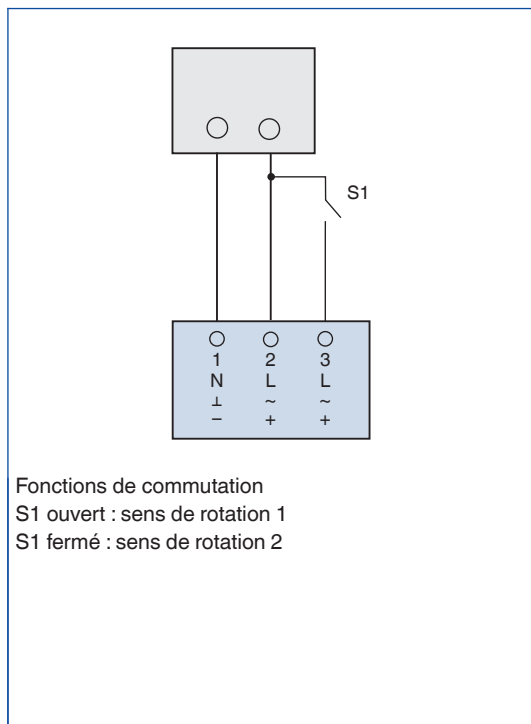 S1
1 2 3
N L L
⊥ ~ ~
– + +
Fonctions de commutation
S1 ouvert : sens de rotation 1
S1 fermé : sens de rotation 2